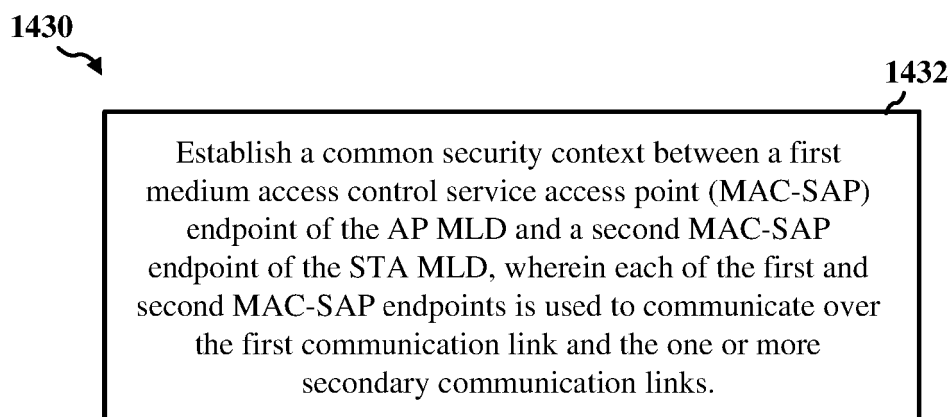 1430
1432
Establish a common security context between a first
medium access control service access point (MAC-SAP)
endpoint of the AP MLD and a second MAC-SAP
endpoint of the STA MLD, wherein each of the first and
second MAC-SAP endpoints is used to communicate over
the first communication link and the one or more
secondary communication links.